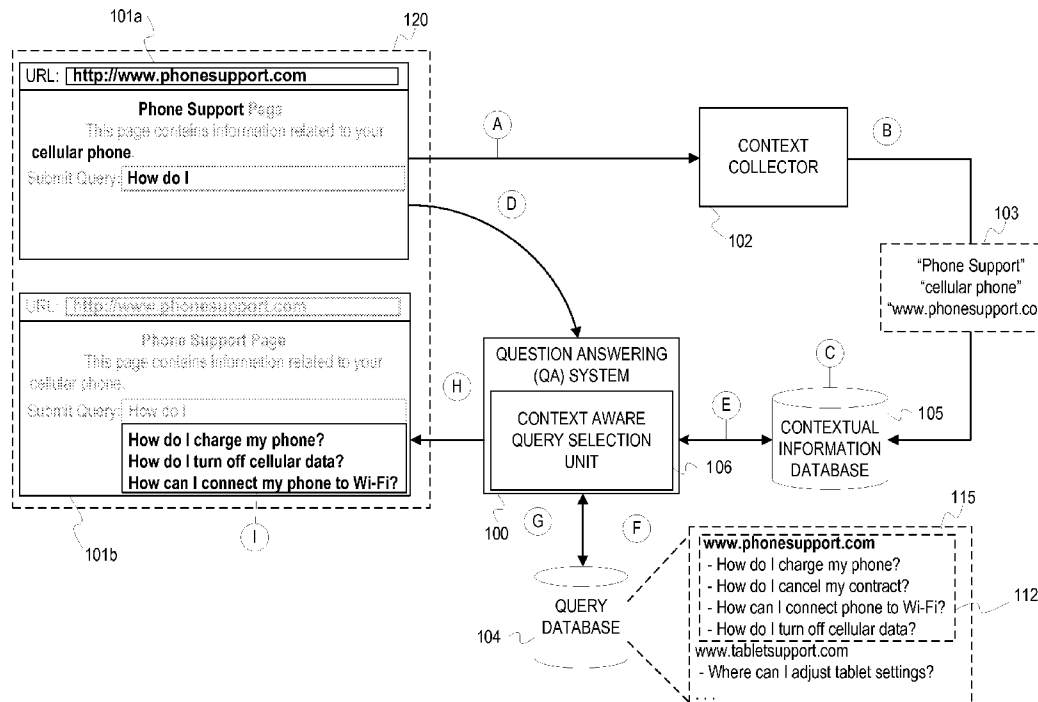 101a
120
URL: http://www.phonesupport.com
Phone Support Page
This page contains information related to your
cellular phone.
Submit Query: How do I
A
CONTEXT
COLLECTOR
102
B
103
"Phone Support"
"cellular phone"
"www.phonesupport.co
D
URL: http://www.phonesupport.com
Phone Support Page
This page contains information related to your
cellular phone.
Submit Query: How do I
How do I charge my phone?
How do I turn off cellular data?
How can I connect my phone to Wi-Fi?
101b
I
H
QUESTION ANSWERING
(QA) SYSTEM
CONTEXT AWARE
QUERY SELECTION
UNIT
106
100
E
C
105
CONTEXTUAL
INFORMATION
DATABASE
G
F
QUERY
DATABASE
104
115
www.phonesupport.com
- How do I charge my phone?
- How do I cancel my contract?
- How can I connect phone to Wi-Fi?
- How do I turn off cellular data?
112
www.tabletsupport.com
- Where can I adjust tablet settings?
. . .